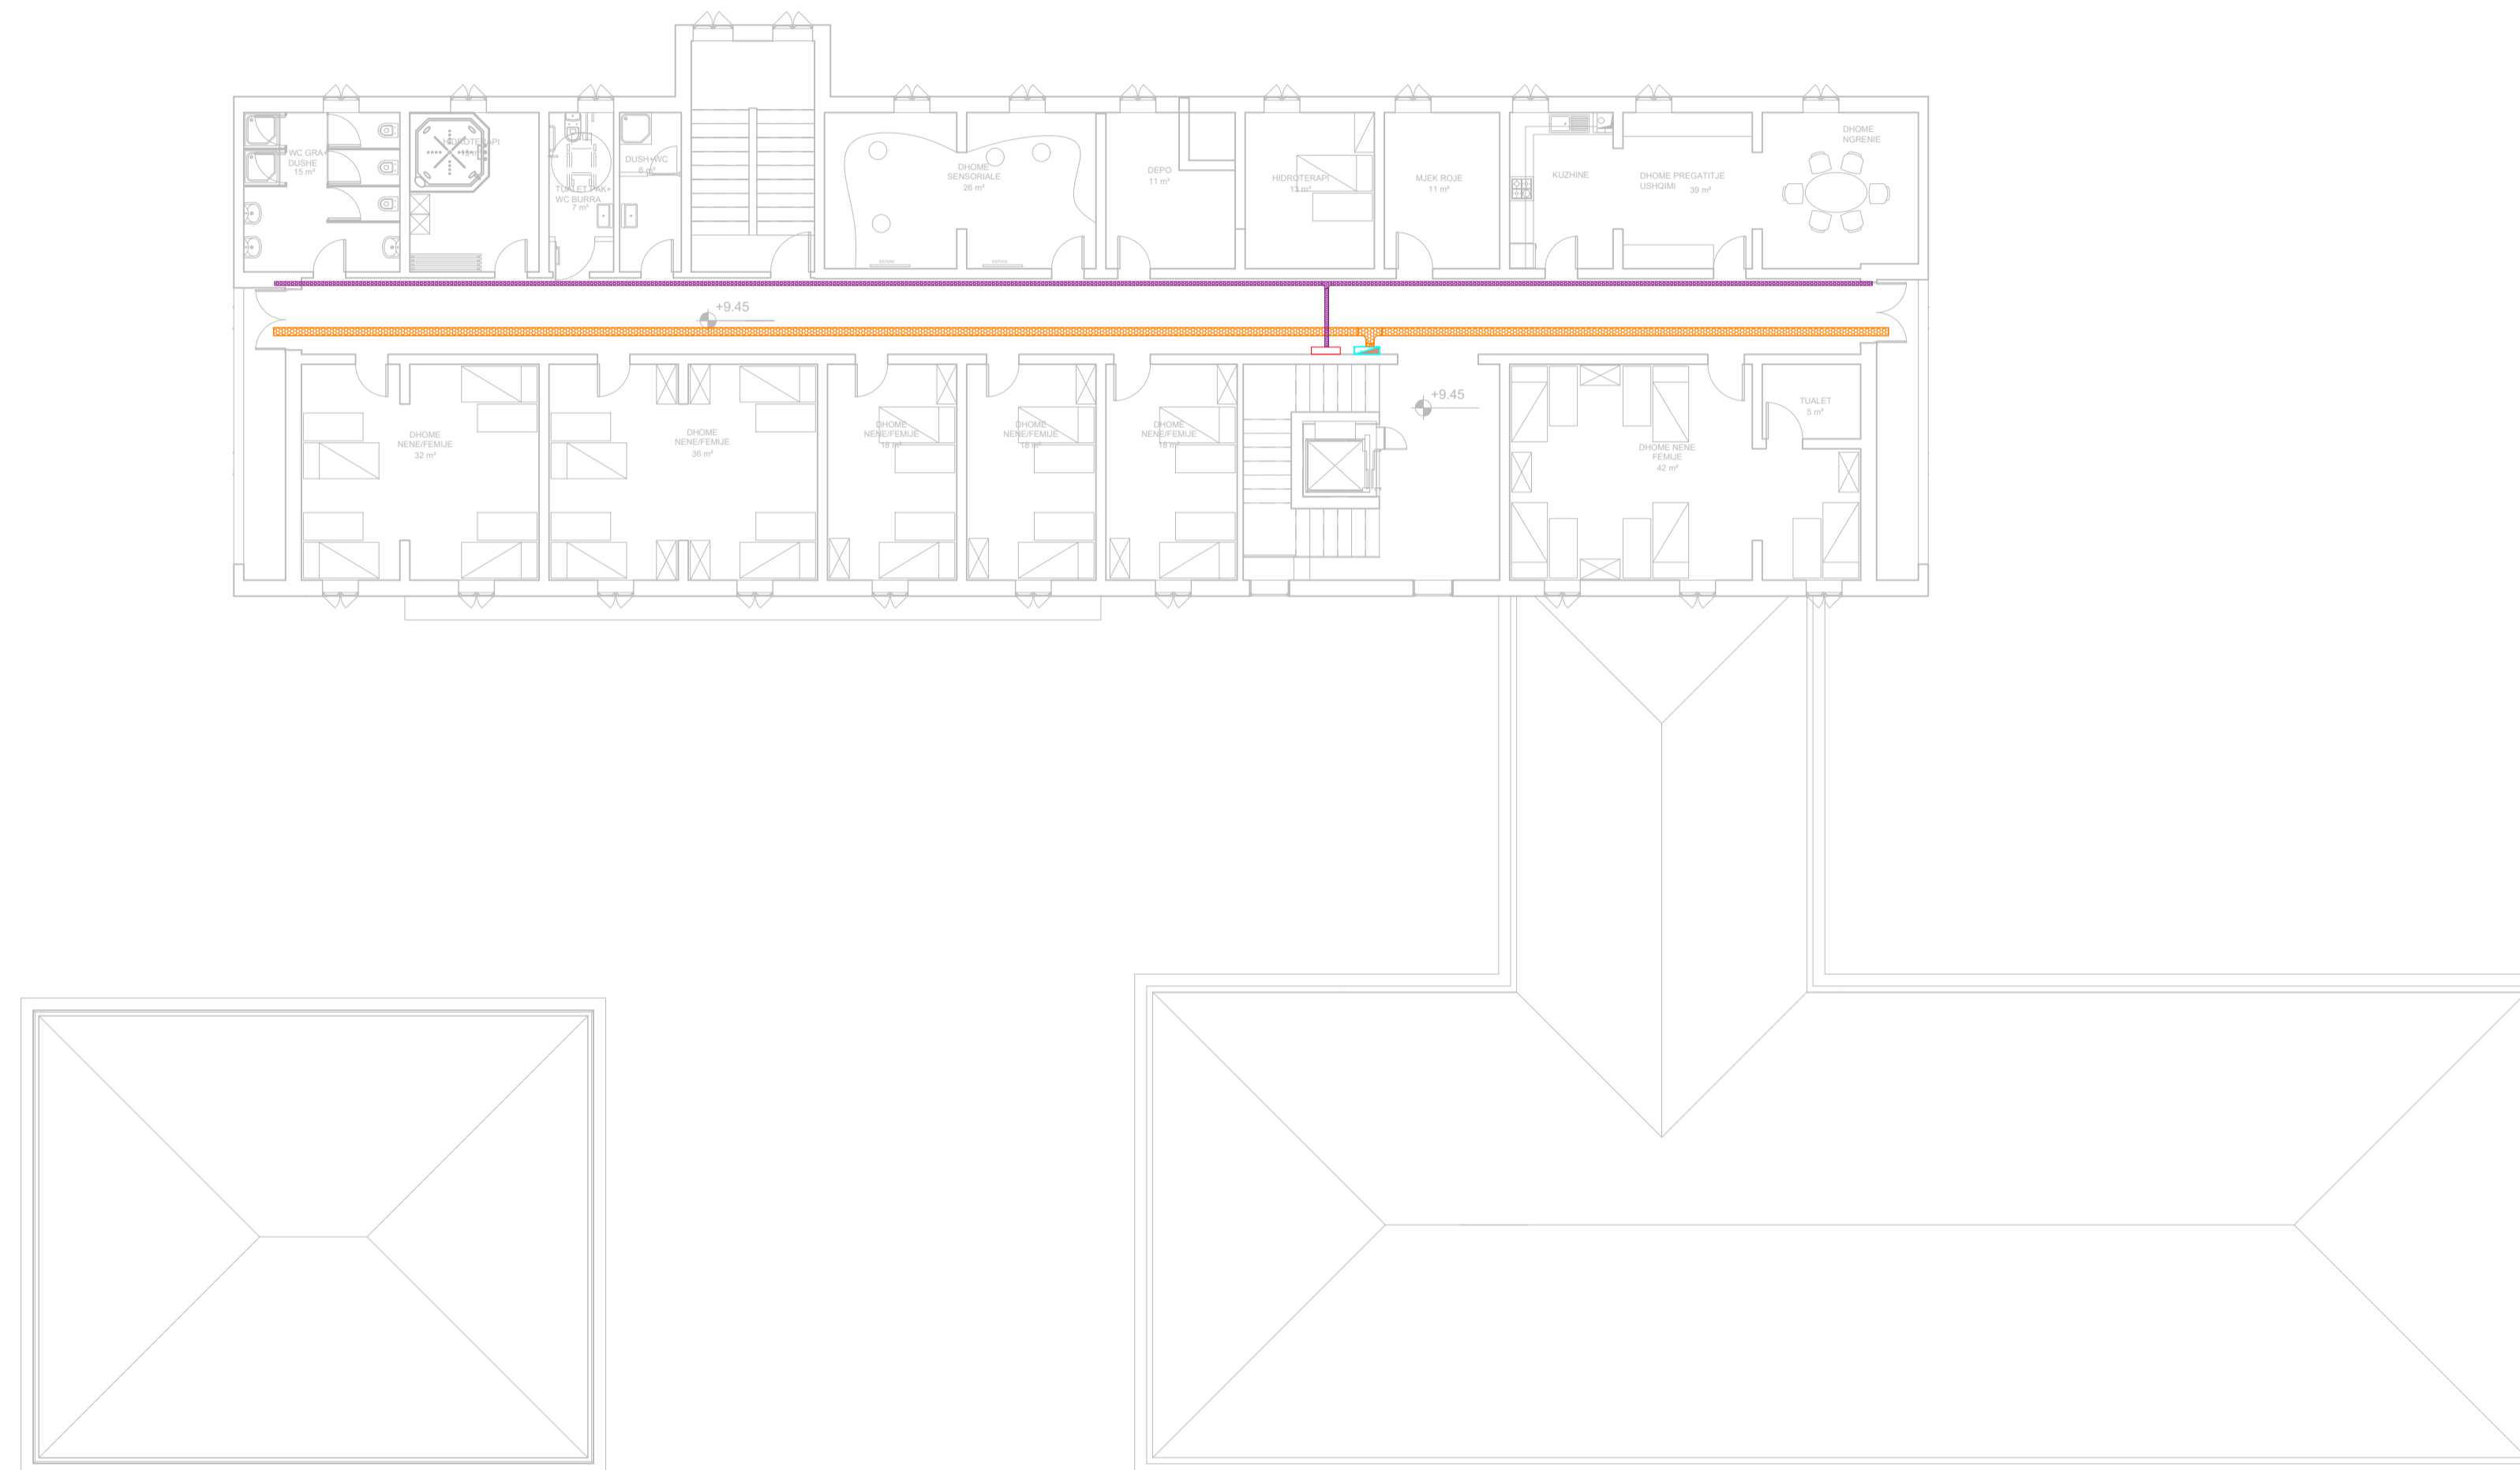 WC GRA+
DUSHE
15 m²
HIDROTERAPI
TUALET PAK+
WC BURRA
7 m²
DUSH+WC
6 m²
DHOME
SENSORIALE
26 m²
DEPO
11 m²
HIDROTERAPI
13 m²
MJEK ROJE
11 m²
KUZHINE
DHOME PREGATITJE
USHQIMI
39 m²
DHOME
NGRENIE
+9.45
+9.45
DHOME
NENE/FEMIJE
32 m²
DHOME
NENE/FEMIJE
36 m²
DHOME
NENE/FEMIJE
18 m²
DHOME
NENE/FEMIJE
18 m²
DHOME
NENE/FEMIJE
18 m²
DHOME NENE
FEMIJE
42 m²
TUALET
5 m²